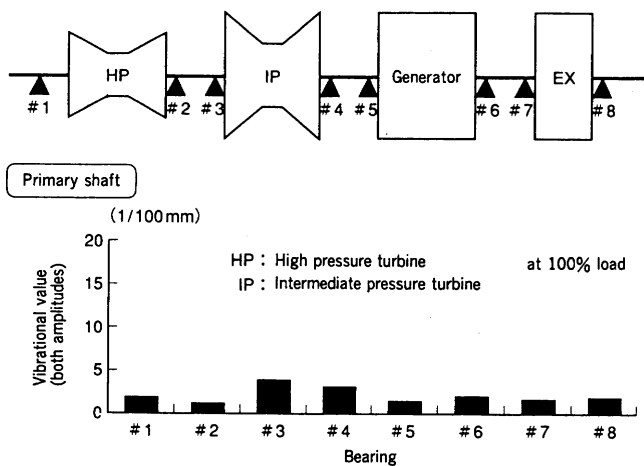 HP
IP
Generator
EX
#1
#2
#3
#4
#5
#6
#7
#8
Primary shaft
(1/100mm)
20
15
10
5
0
Vibrational value
(both amplitudes)
HP : High pressure turbine
at 100% load
IP : Intermediate pressure turbine
#1
#2
#3
#4
#5
#6
#7
#8
Bearing